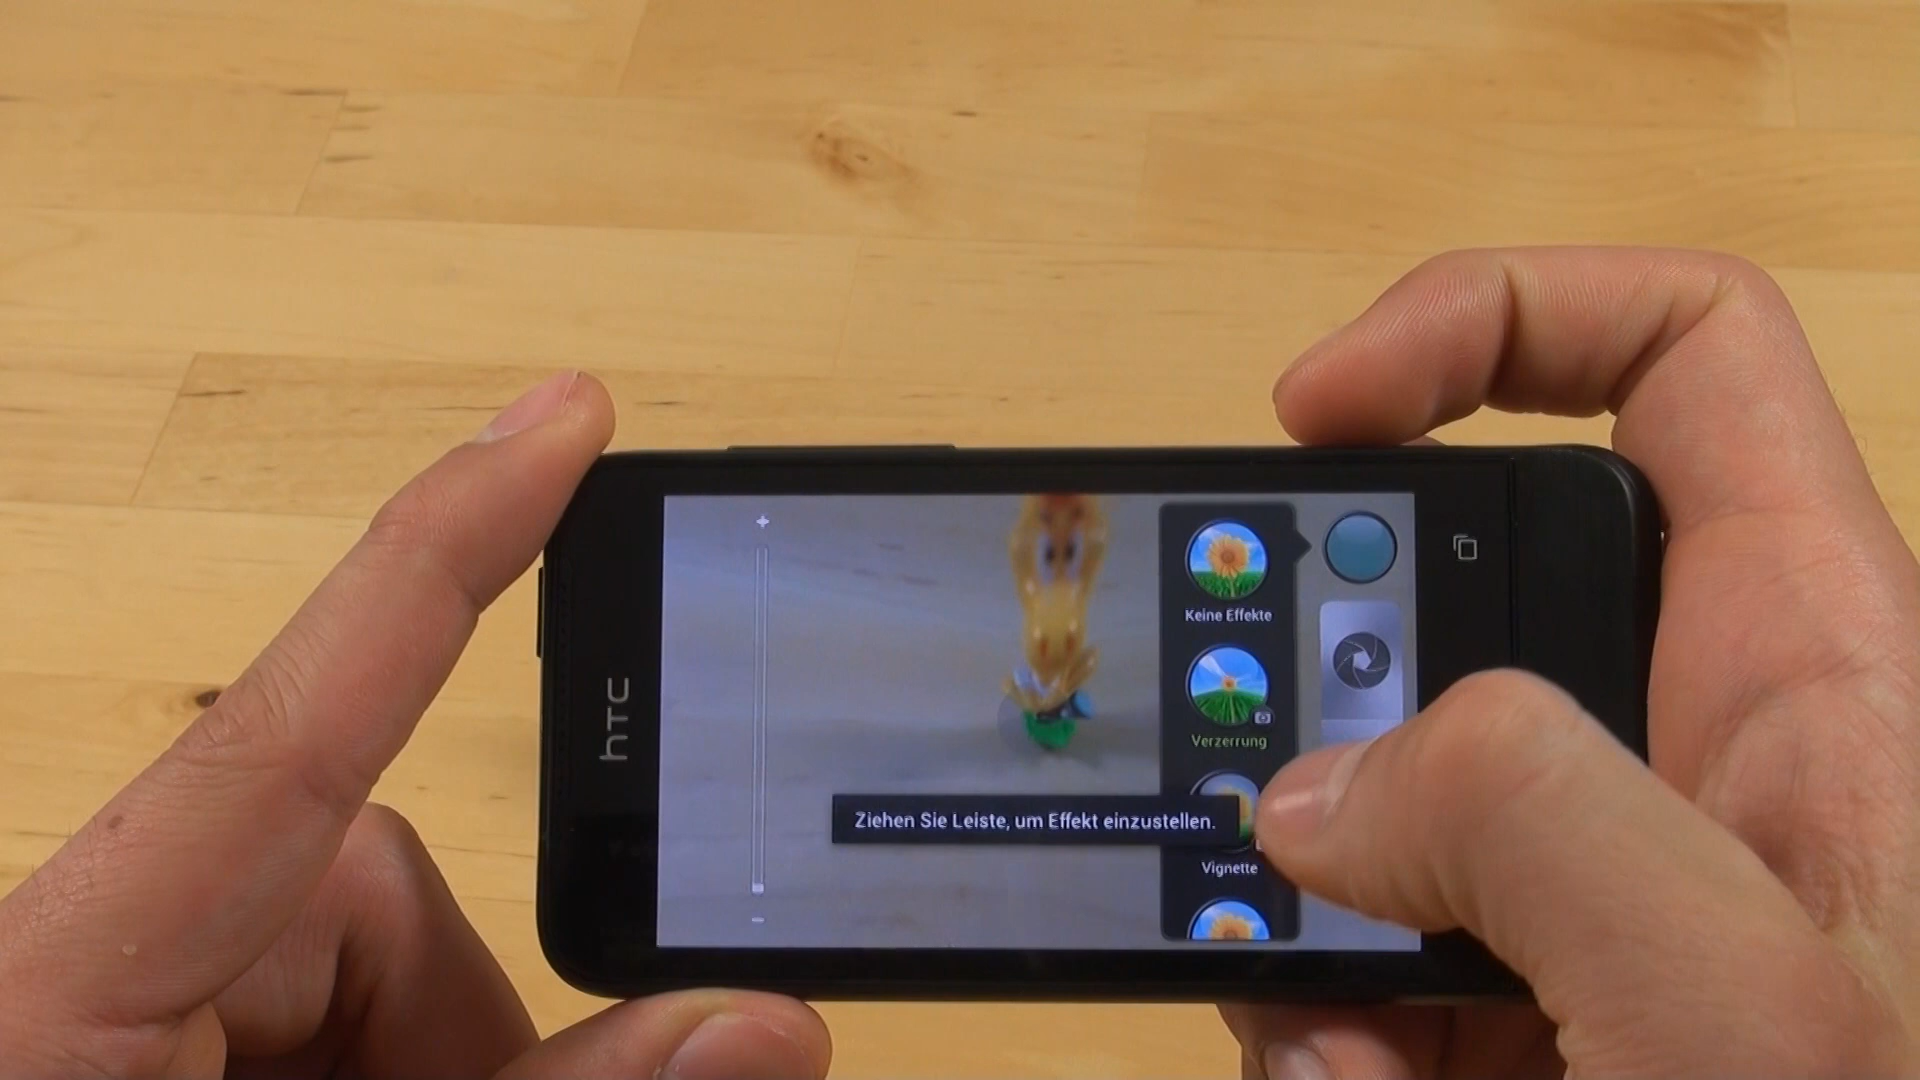 hTC
Keine Effekte
Verzerrung
Ziehen Sie Leiste, um Effekt einzustellen.
Vignette